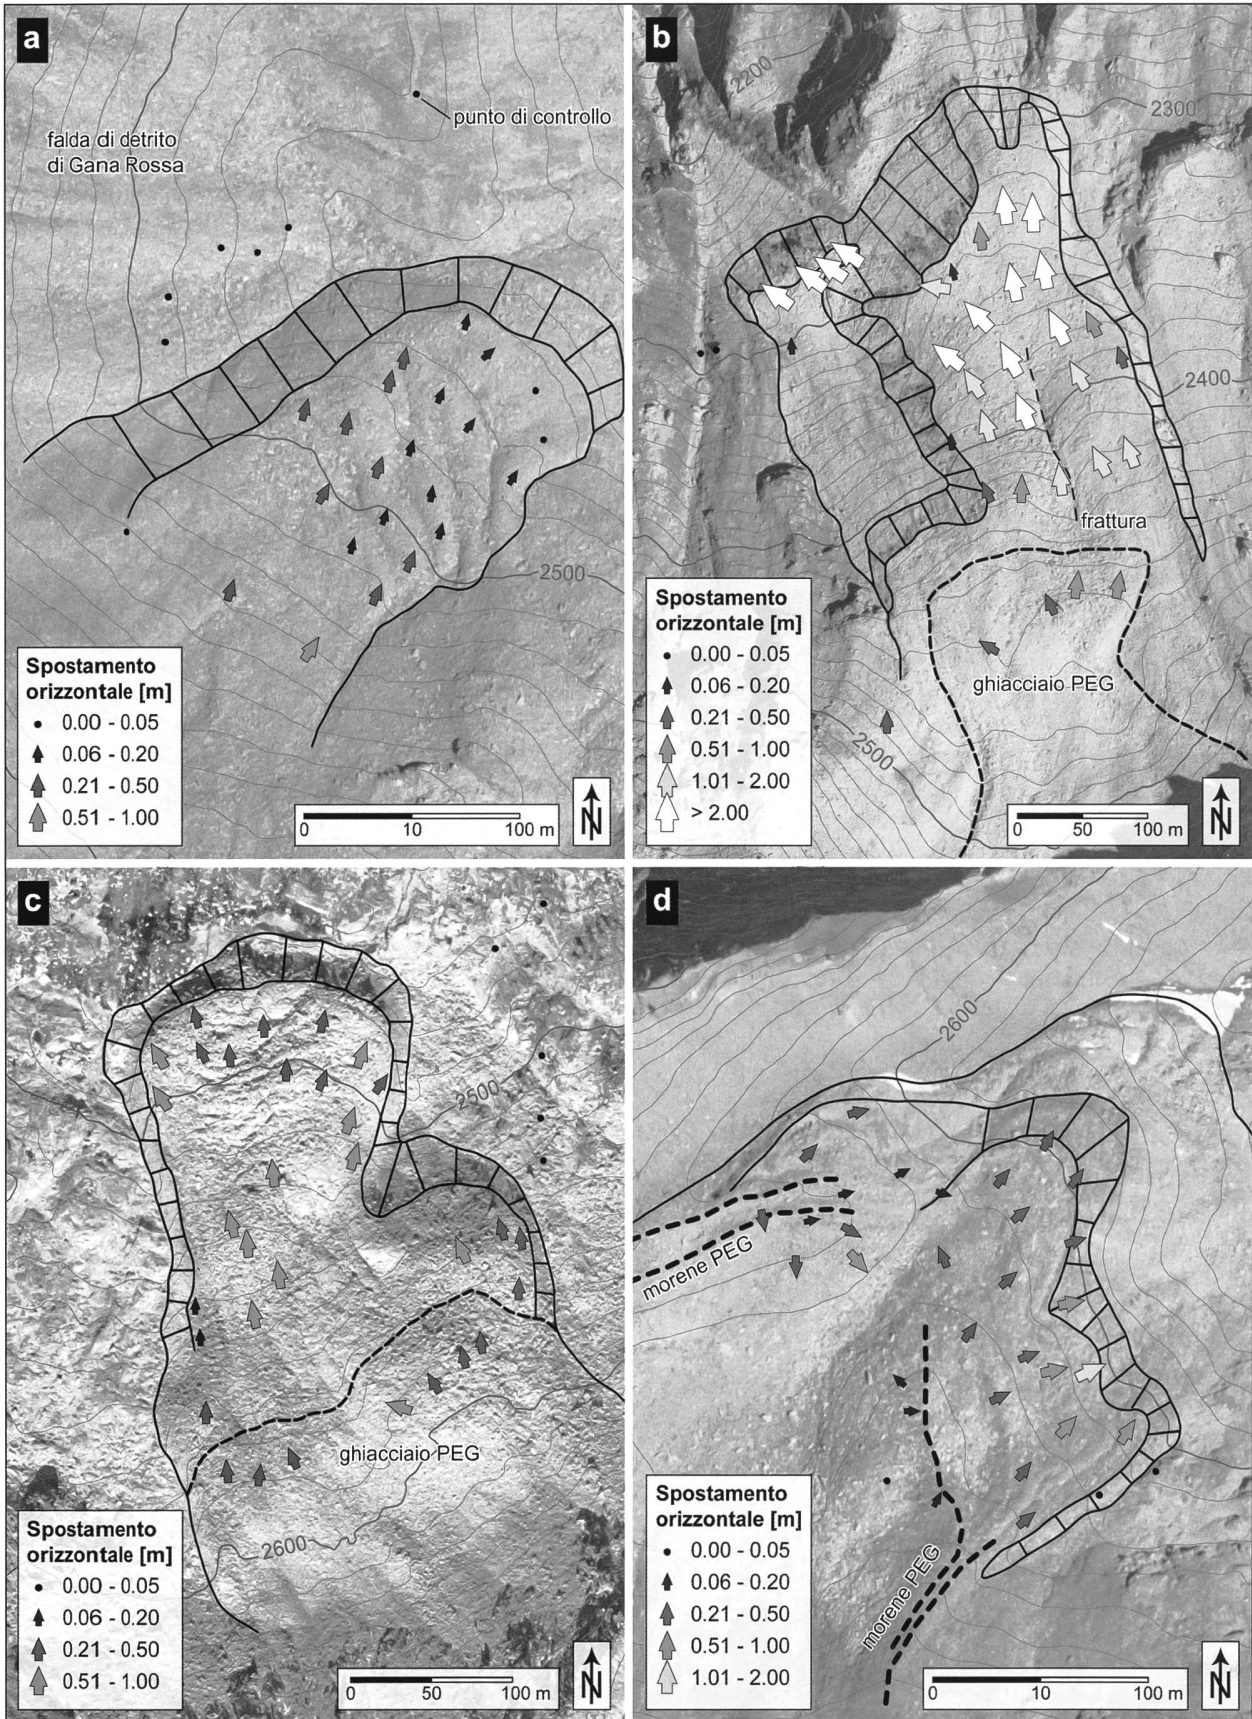 a
falda di detrito
di Gana Rossa
punto di controllo
2500
Spostamento
orizzontale [m]
0.00 - 0.05
0.06 - 0.20
0.21 - 0.50
0.51 - 1.00
0 10 100 m
N
b
2200
2300
2400
frattura
ghiacciaio PEG
2500
Spostamento
orizzontale [m]
0.00 - 0.05
0.06 - 0.20
0.21 - 0.50
0.51 - 1.00
1.01 - 2.00
> 2.00
0 50 100 m
N
c
2500
ghiacciaio PEG
2600
Spostamento
orizzontale [m]
0.00 - 0.05
0.06 - 0.20
0.21 - 0.50
0.51 - 1.00
0 50 100 m
N
d
2600
morene PEG
morene PEG
Spostamento
orizzontale [m]
0.00 - 0.05
0.06 - 0.20
0.21 - 0.50
0.51 - 1.00
1.01 - 2.00
0 10 100 m
N